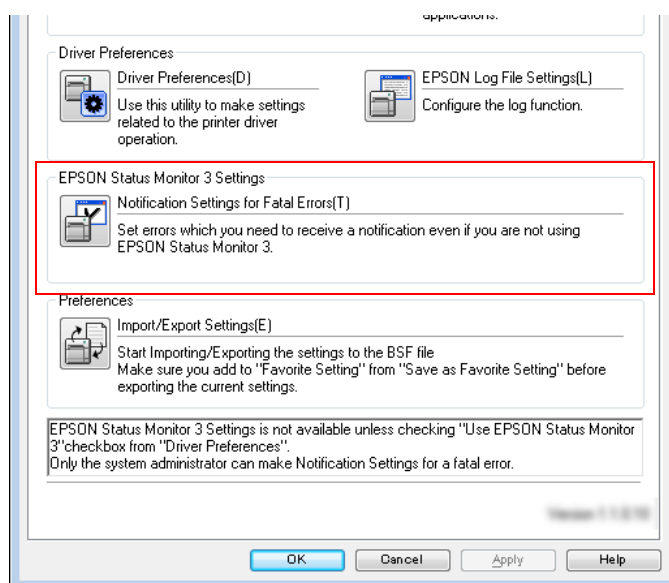 applications.
Driver Preferences
Driver Preferences(D)
Use this utility to make settings
related to the printer driver
operation.
EPSON Log File Settings(L)
Configure the log function.
EPSON Status Monitor 3 Settings
Notification Settings for Fatal Errors(T)
Set errors which you need to receive a notification even if you are not using
EPSON Status Monitor 3.
Preferences
Import/Export Settings(E)
Start Importing/Exporting the settings to the BSF file
Make sure you add to "Favorite Setting" from "Save as Favorite Setting" before
exporting the current settings.
EPSON Status Monitor 3 Settings is not available unless checking "Use EPSON Status Monitor
3"checkbox from "Driver Preferences".
Only the system administrator can make Notification Settings for a fatal error.
OK Cancel Apply Help